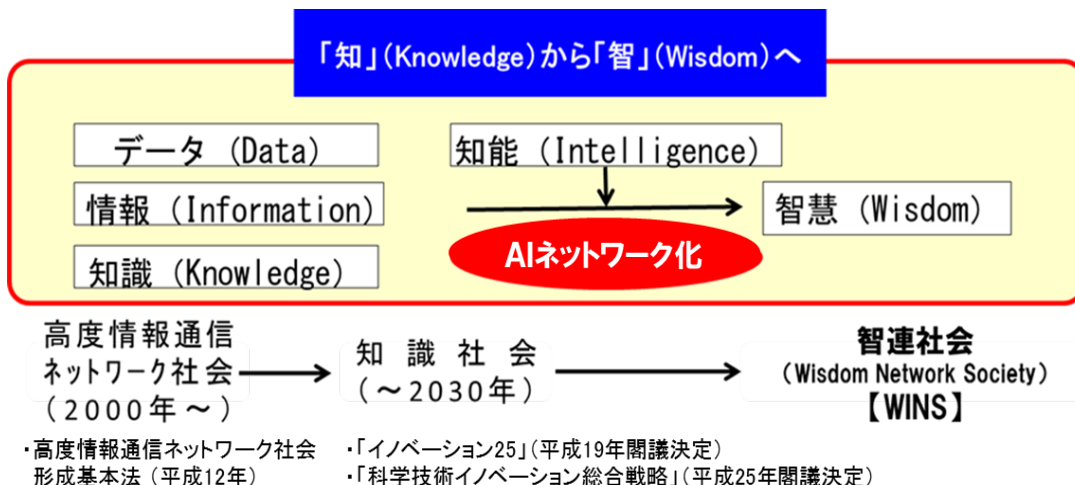 「知」(Knowledge)から「智」(Wisdom)へ
データ (Data)
知能 (Intelligence)
情報 (Information)
智慧 (Wisdom)
AIネットワーク化
知識 (Knowledge)
高度情報通信
ネットワーク社会
(2000年～)
知識社会
(～2030年)
智連社会
(Wisdom Network Society)
【WINS】
・高度情報通信ネットワーク社会
形成基本法 (平成12年)
・「イノベーション25」(平成19年閣議決定)
・「科学技術イノベーション総合戦略」(平成25年閣議決定)